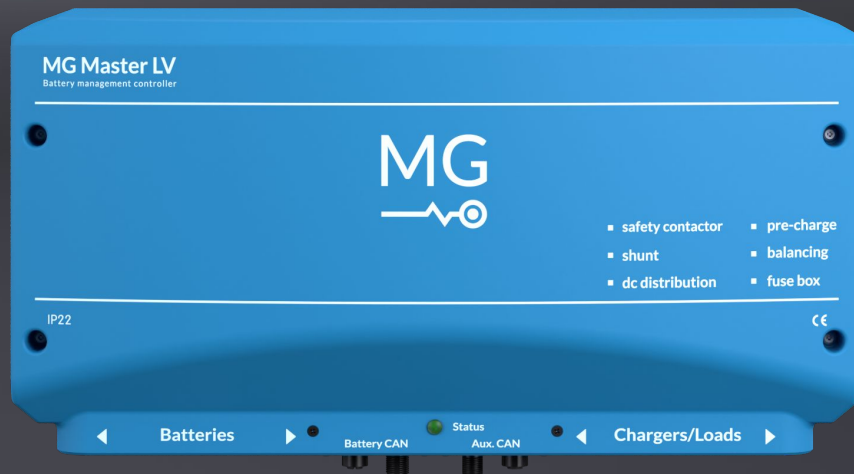 MG Master LV
Battery management controller
MG
safety contactor
pre-charge
shunt
balancing
dc distribution
fuse box
IP22
CE
Batteries
Battery CAN
Status
Aux. CAN
Chargers/Loads